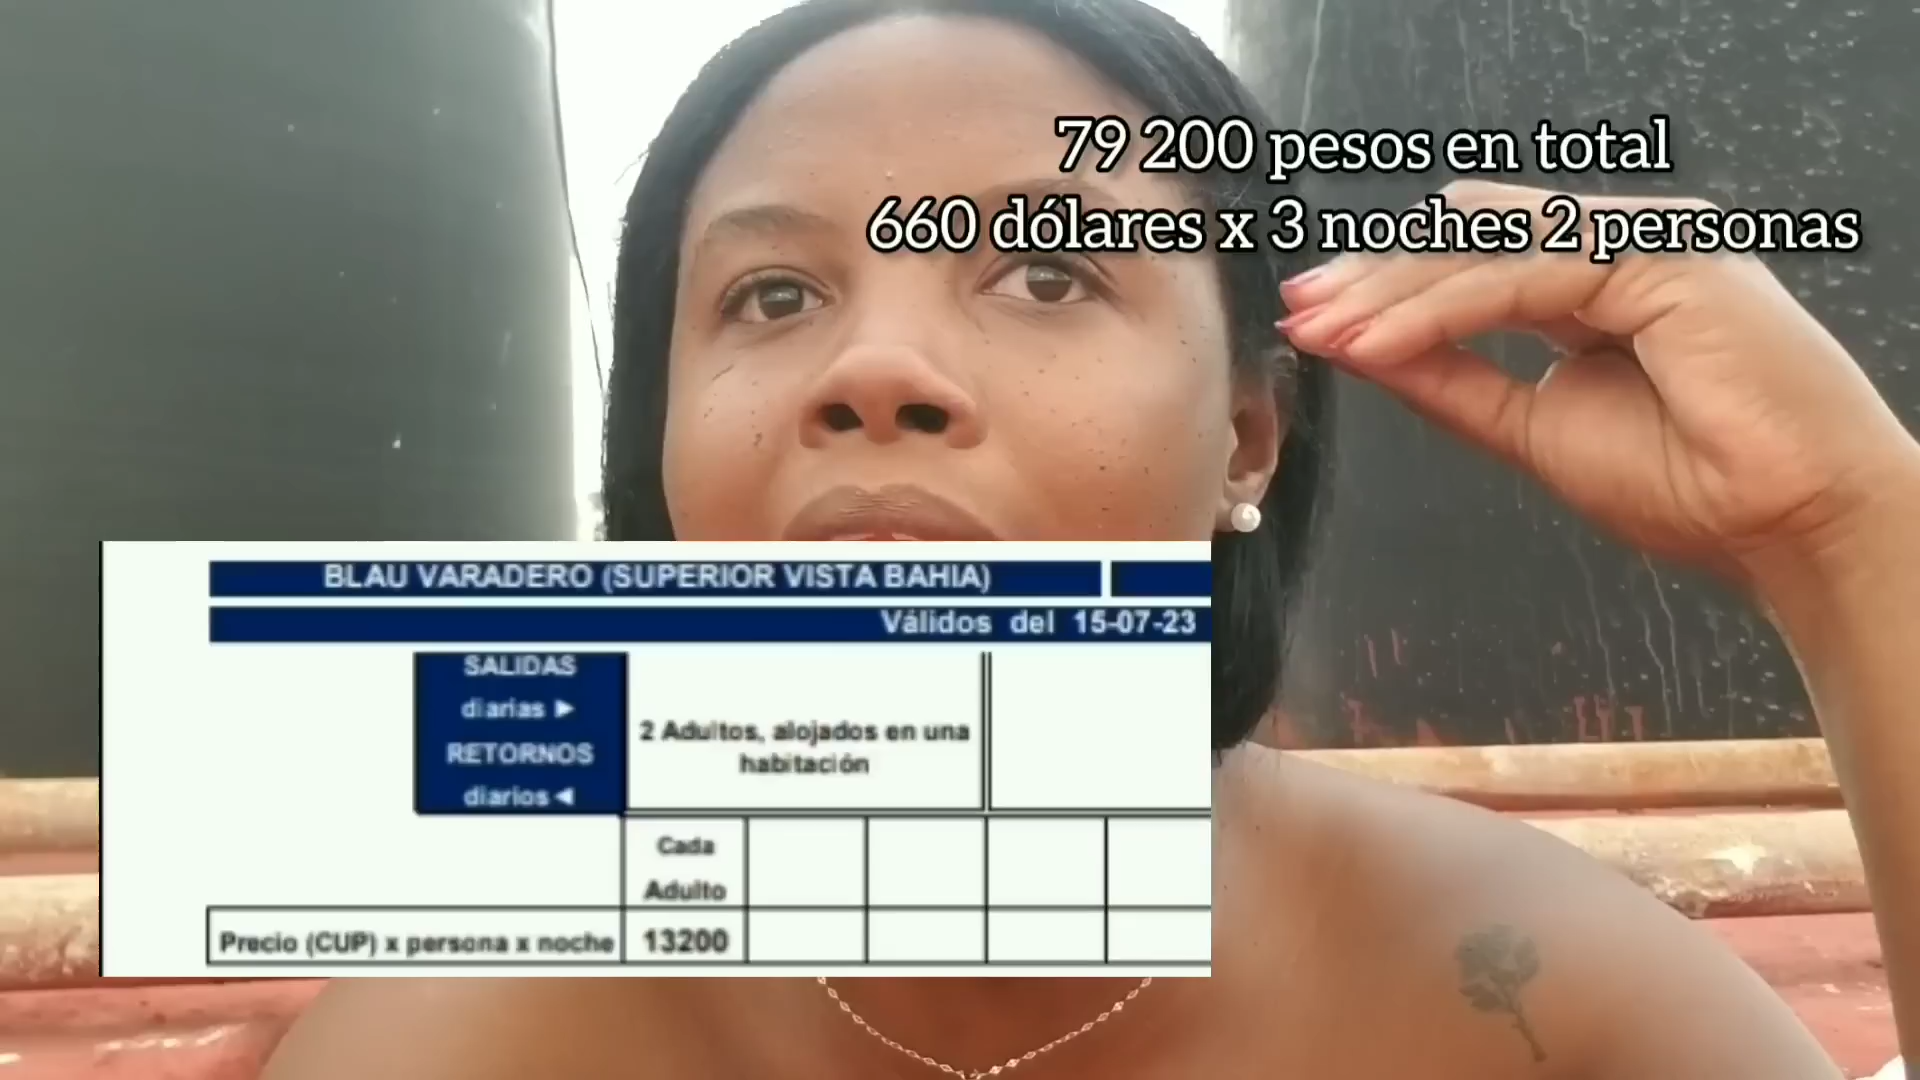 79 200 pesos en total
660 dólares x 3 noches 2 personas
BLAU VARADERO (SUPERIOR VISTA BAHIA)
Válidos del 15-07-23
SALIDAS
diarias ►
RETORNOS
diarios ◄
2 Adultos, alojados en una
habitación
Cada
Adulto
Precio (CUP) x persona x noche 13200